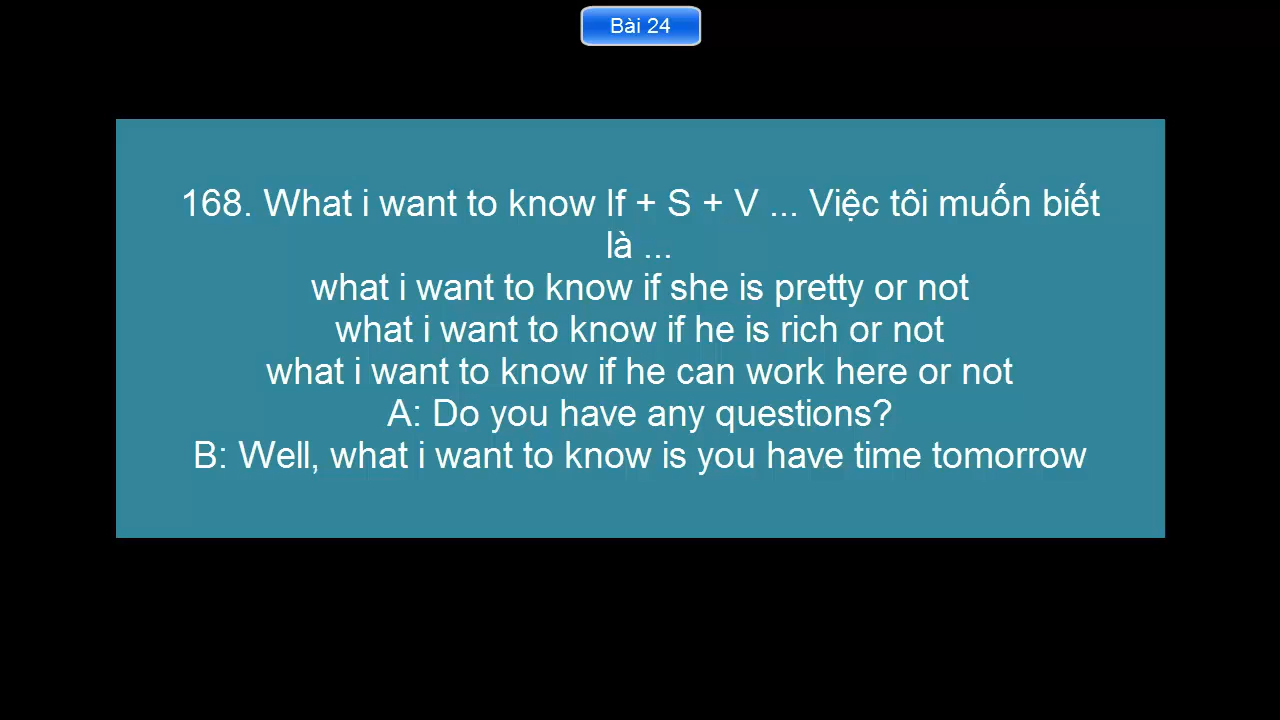 Bài 24
168. What i want to know If + S + V ... Việc tôi muốn biết
là ...
what i want to know if she is pretty or not
what i want to know if he is rich or not
what i want to know if he can work here or not
A: Do you have any questions?
B: Well, what i want to know is you have time tomorrow